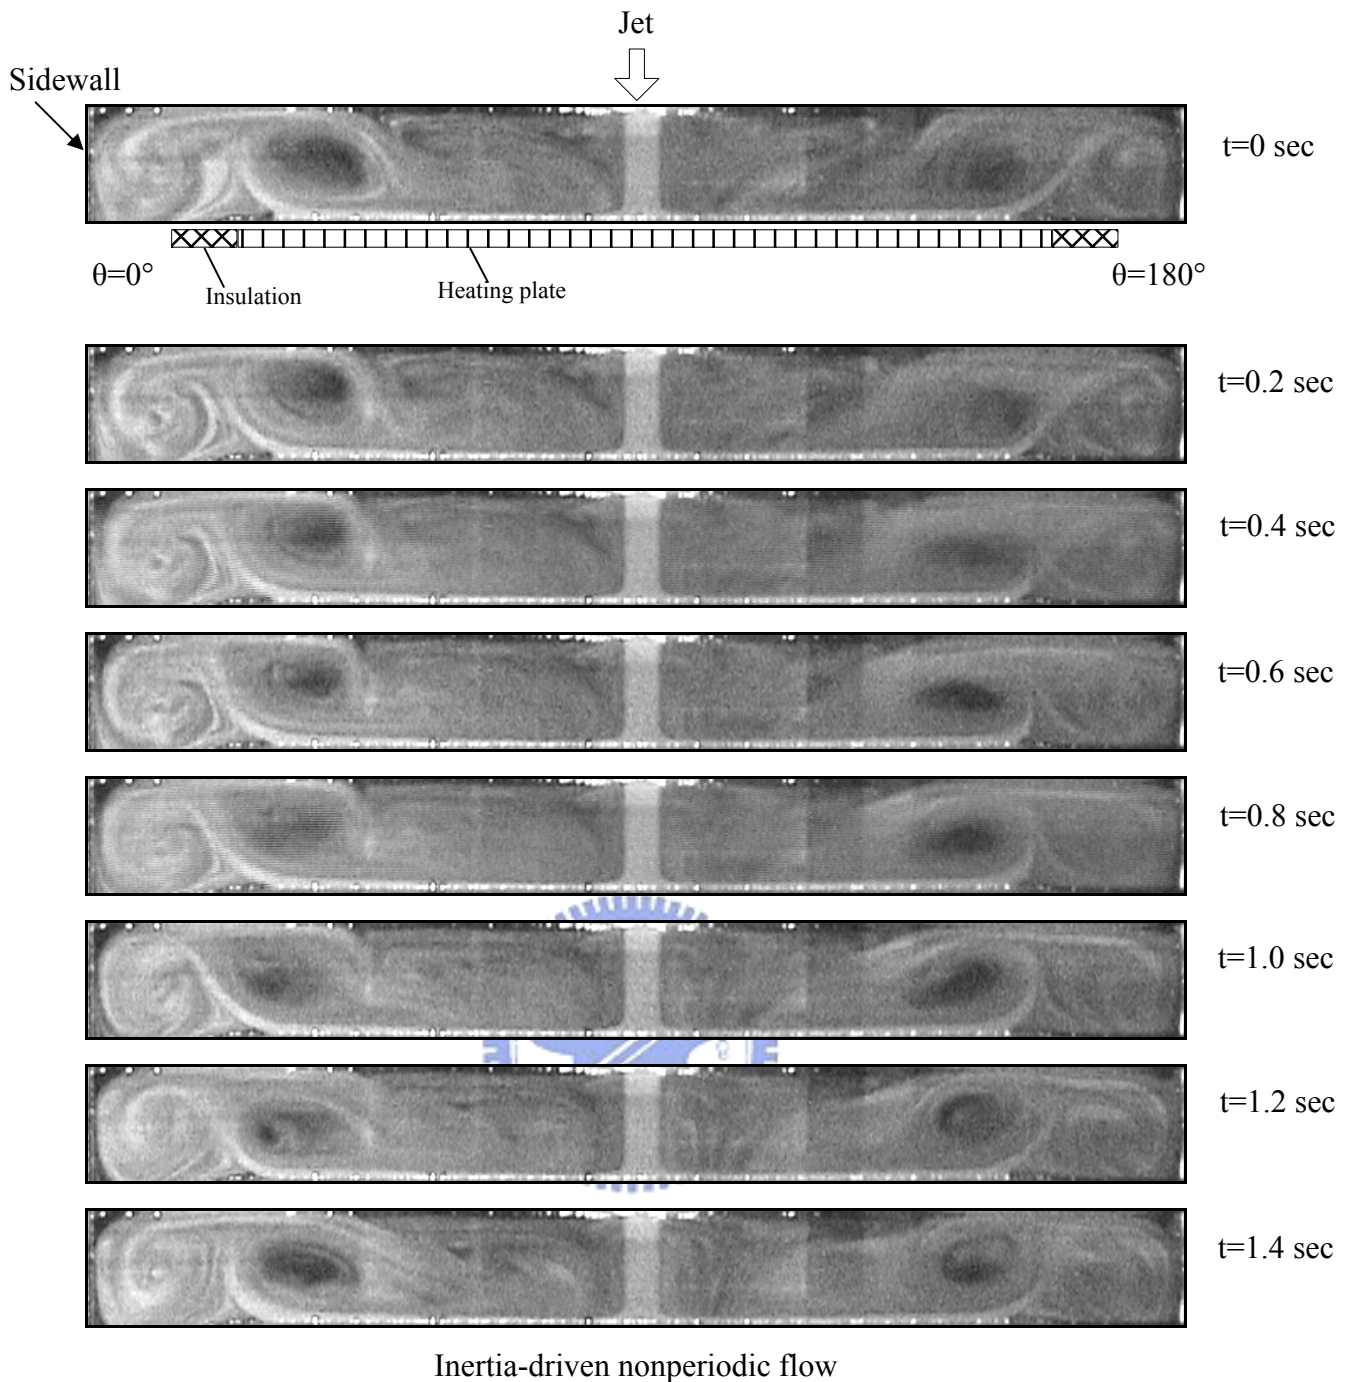 Jet
Sidewall
t=0 sec
θ=0°
θ=180°
Insulation
Heating plate
t=0.2 sec
t=0.4 sec
t=0.6 sec
t=0.8 sec
t=1.0 sec
t=1.2 sec
t=1.4 sec
Inertia-driven nonperiodic flow